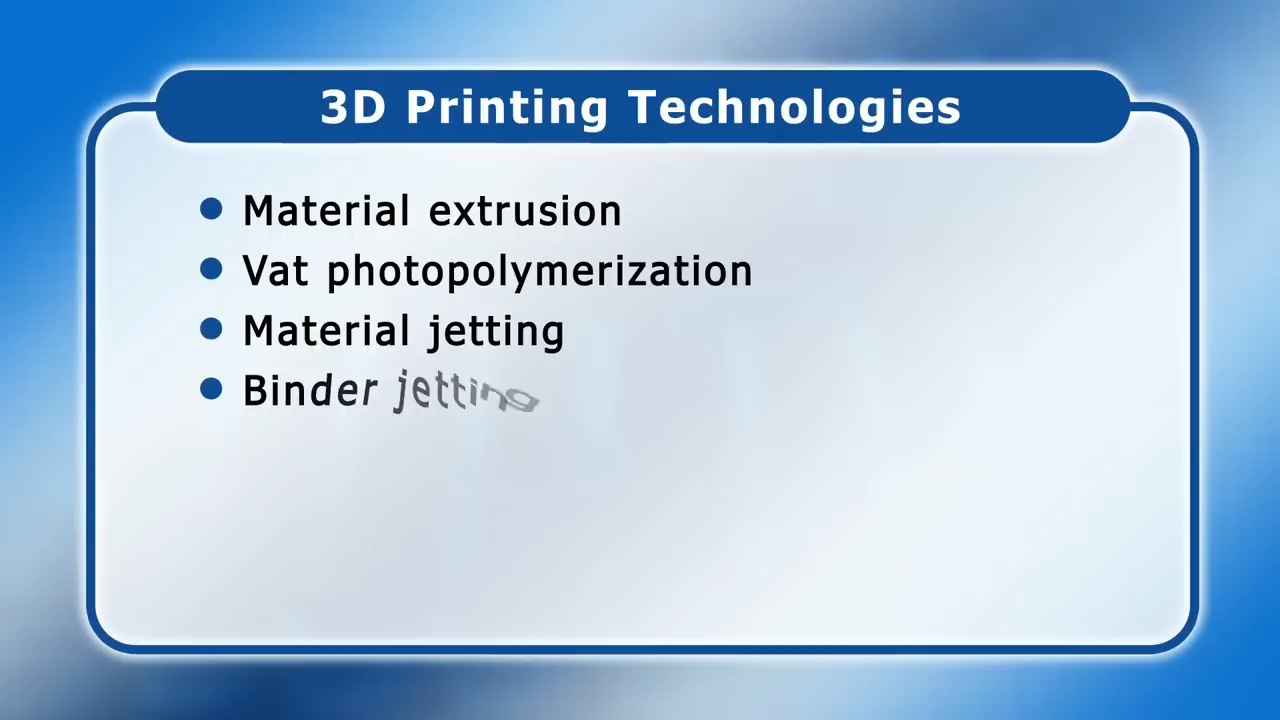 3D Printing Technologies
Material extrusion
Vat photopolymerization
Material jetting
Binder jetting